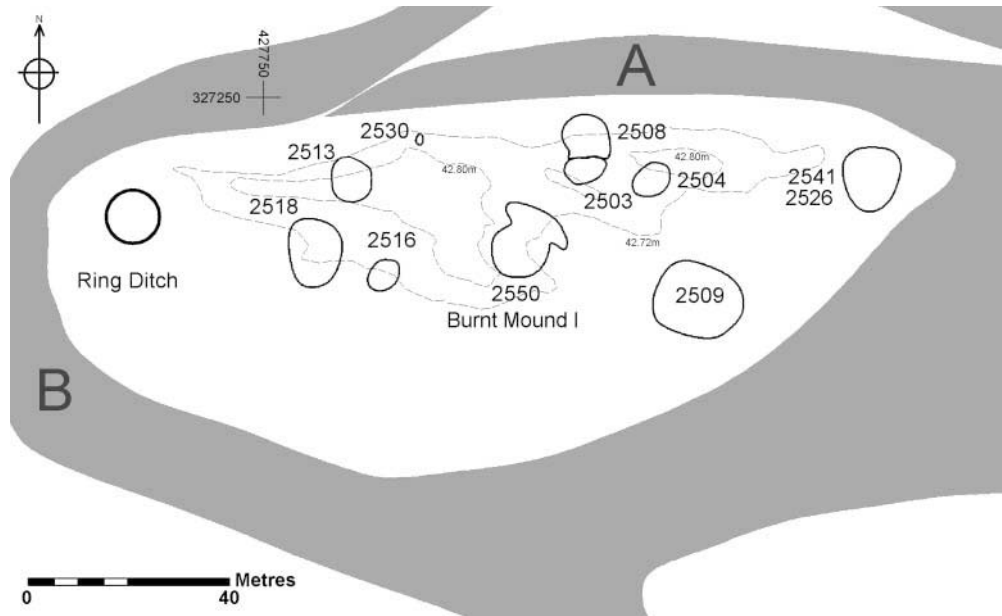 N
427750
327250
A
2530
2508
2513
42.80m
42.80m
2504
2541
2526
2503
2518
2516
42.72m
Ring Ditch
2550
2509
Burnt Mound I
B
Metres
0
40